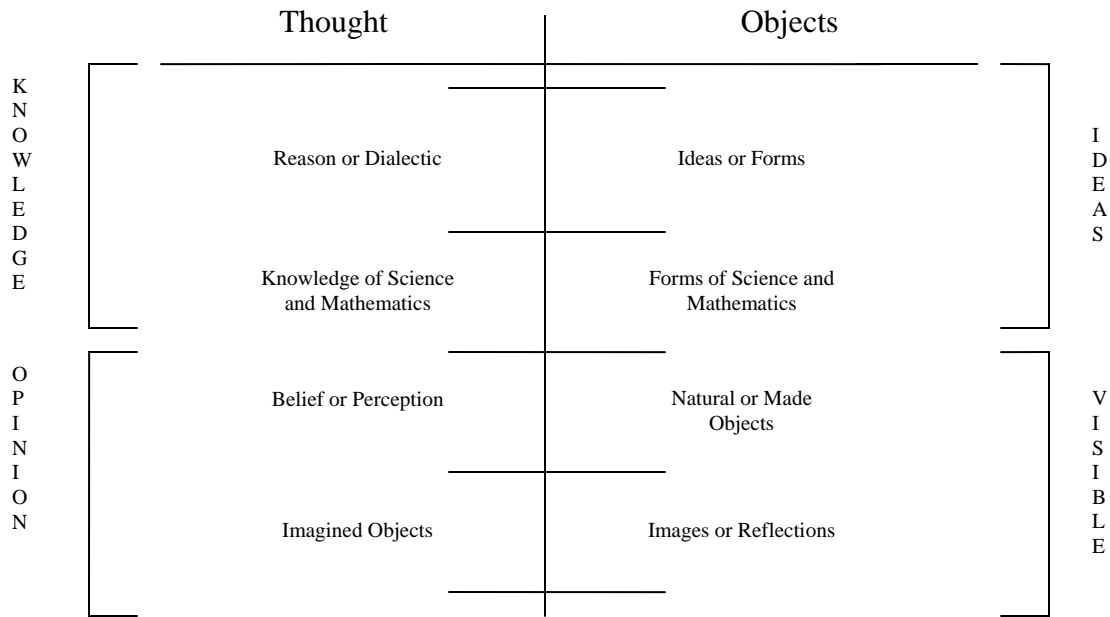 Thought
Objects
KNOWLEDGE
Reason or Dialectic
Ideas or Forms
IDEAS
Knowledge of Science
and Mathematics
Forms of Science and
Mathematics
OPINION
Belief or Perception
Natural or Made
Objects
VISIBLE
Imagined Objects
Images or Reflections